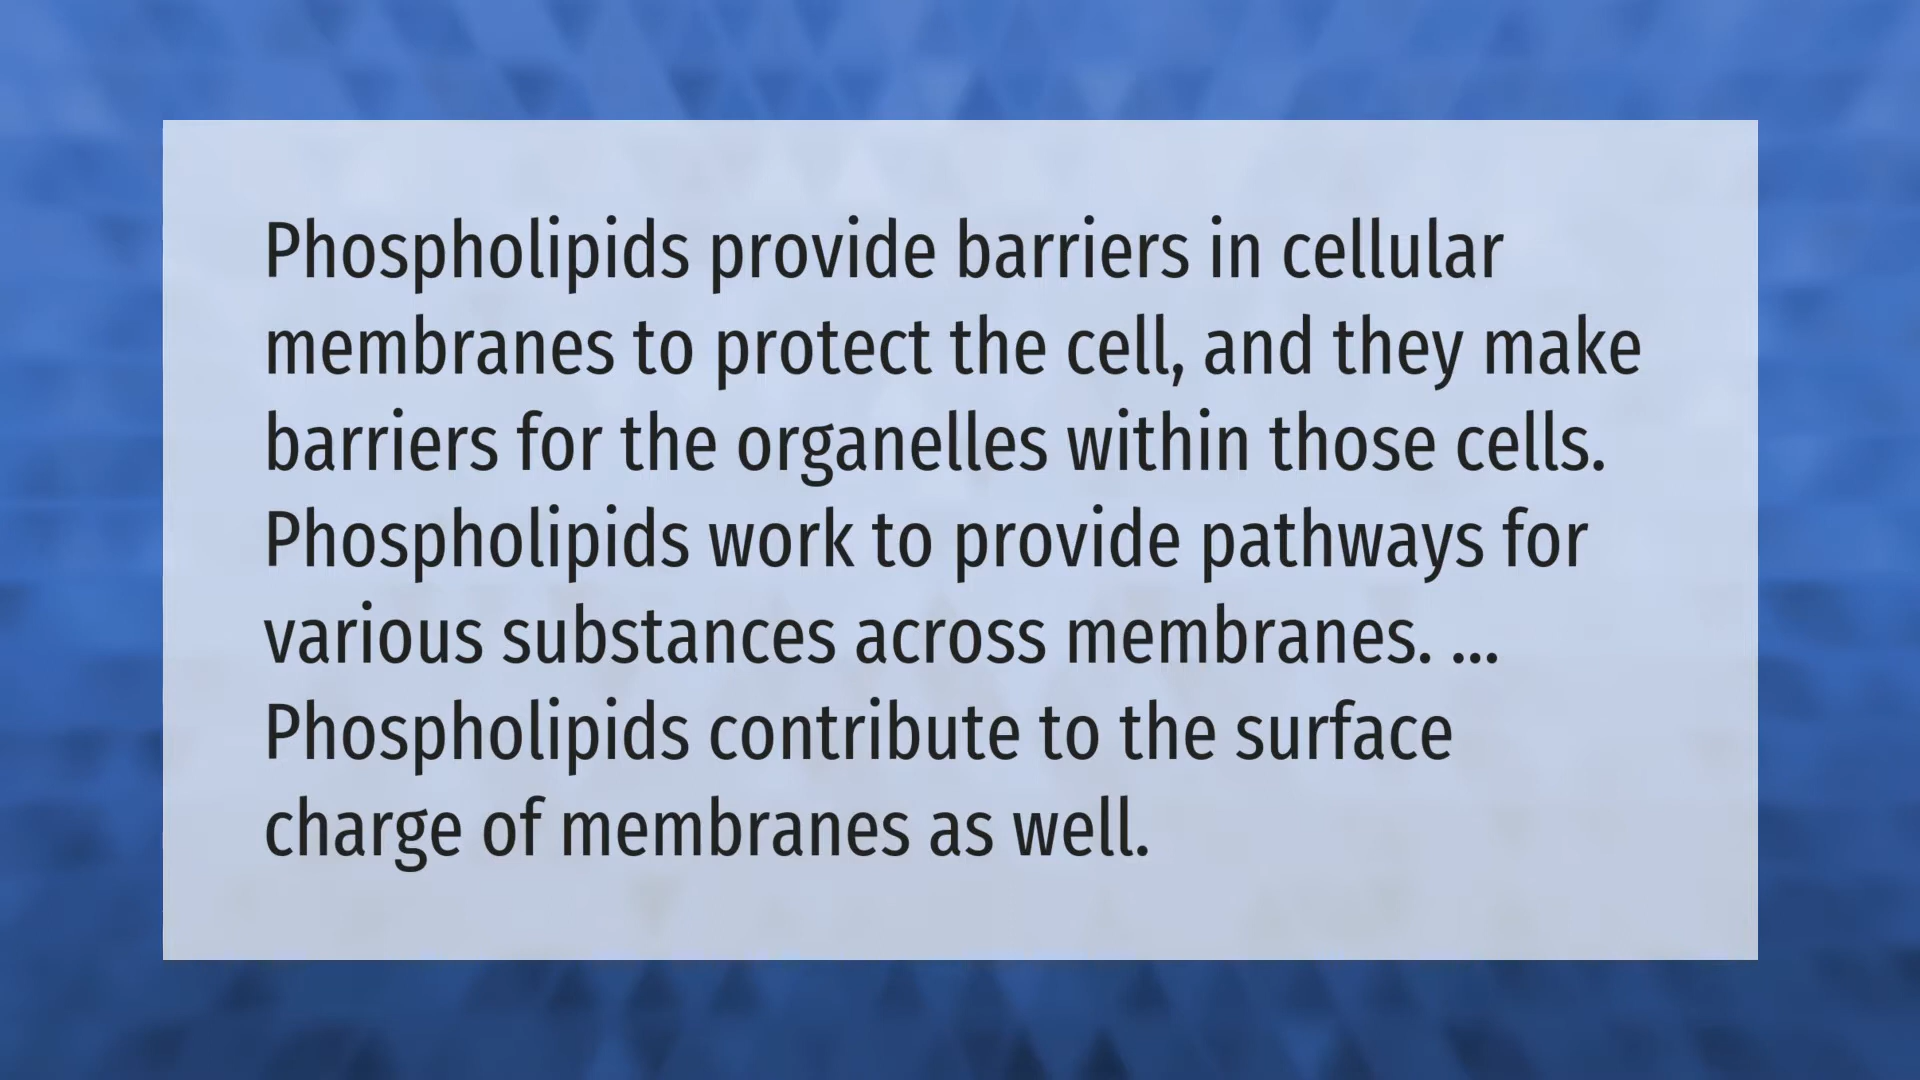 Phospholipids provide barriers in cellular
membranes to protect the cell, and they make
barriers for the organelles within those cells.
Phospholipids work to provide pathways for
various substances across membranes. ...
Phospholipids contribute to the surface
charge of membranes as well.